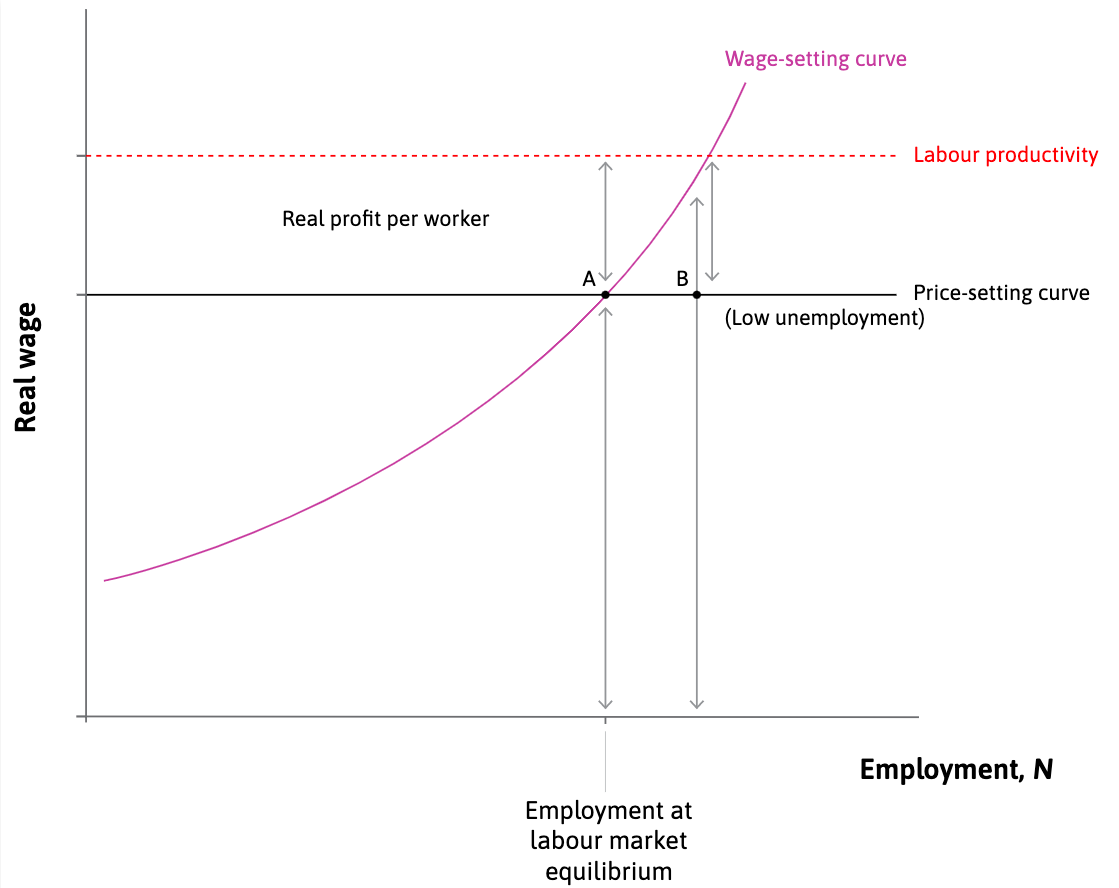 Wage-setting curve
Labour productivity
Real profit per worker
A
B
Price-setting curve
(Low unemployment)
Real wage
Employment, N
Employment at
labour market
equilibrium